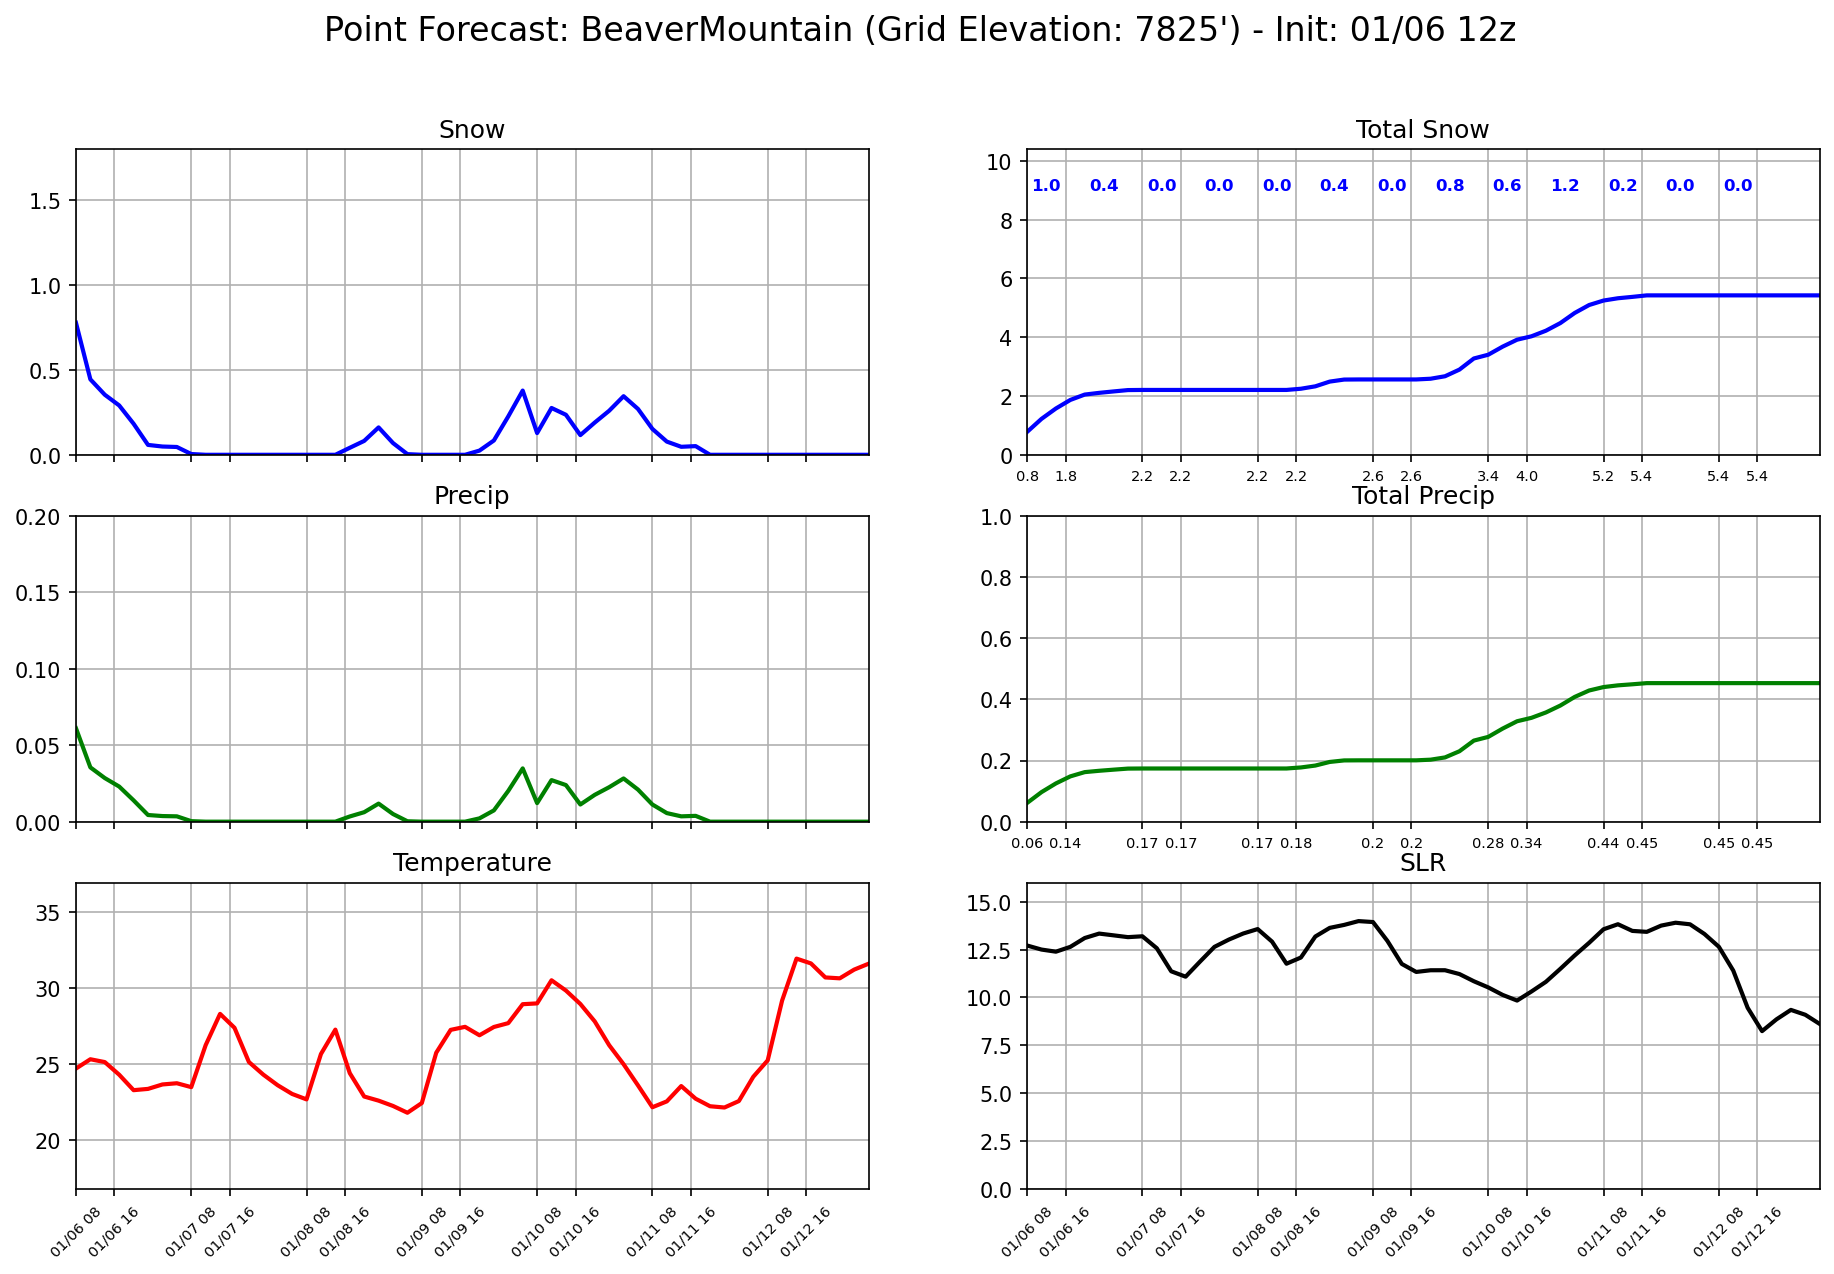 Point Forecast: BeaverMountain (Grid Elevation: 7825') - Init: 01/06 12z
Snow
1.5
1.0
0.5
0.0
Total Snow
10
8
6
4
2
0
1.0 0.4 0.0 0.0 0.0 0.4 0.0 0.8 0.6 1.2 0.2 0.0 0.0
0.8 1.8 2.2 2.2 2.2 2.2 2.6 2.6 3.4 4.0 5.2 5.4 5.4 5.4
Precip
0.20
0.15
0.10
0.05
0.00
Total Precip
1.0
0.8
0.6
0.4
0.2
0.0
0.06 0.14 0.17 0.17 0.17 0.18 0.2 0.2 0.28 0.34 0.44 0.45 0.45 0.45
Temperature
35
30
25
20
01/06 08 01/06 16 01/07 08 01/07 16 01/08 08 01/08 16 01/09 08 01/09 16 01/10 08 01/10 16 01/11 08 01/11 16 01/12 08 01/12 16
SLR
15.0
12.5
10.0
7.5
5.0
2.5
0.0
01/06 08 01/06 16 01/07 08 01/07 16 01/08 08 01/08 16 01/09 08 01/09 16 01/10 08 01/10 16 01/11 08 01/11 16 01/12 08 01/12 16